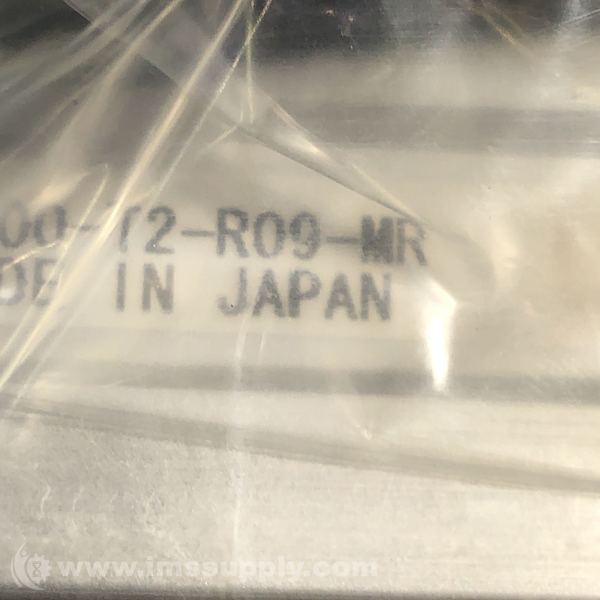 00-T2-R09-MR
DE IN JAPAN
www.imssupply.com